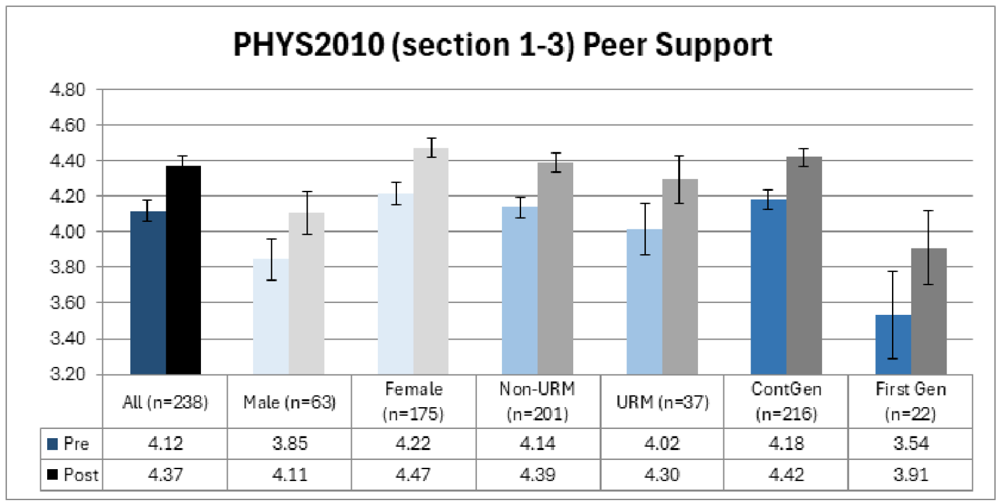 PHYS2010 (section 1-3) Peer Support
4.80
4.60
4.40
4.20
4.00
3.80
3.60
3.40
3.20
All (n=238) Male (n=63) Female (n=175) Non-URM (n=201) URM (n=37) ContGen (n=216) First Gen (n=22)
Pre 4.12 3.85 4.22 4.14 4.02 4.18 3.54
Post 4.37 4.11 4.47 4.39 4.30 4.42 3.91